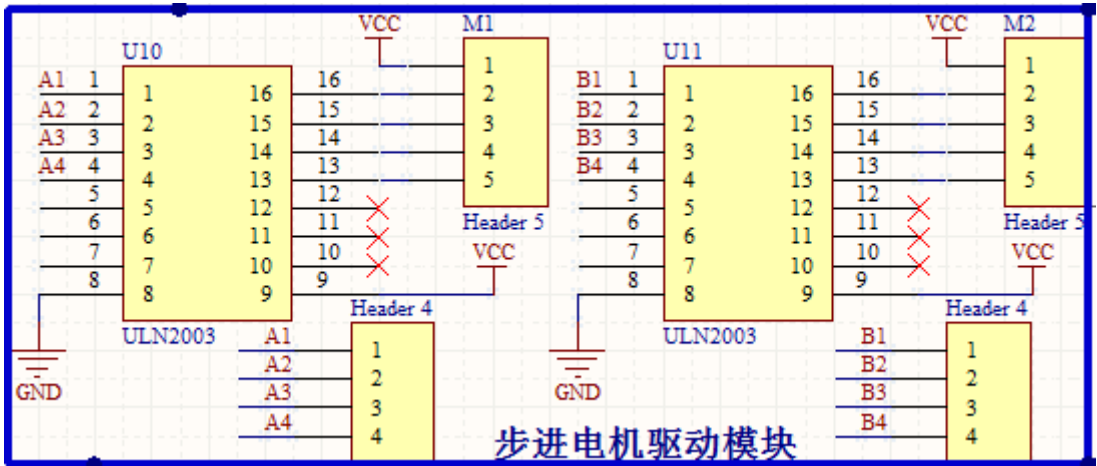 VCC M1 VCC M2
U10 U11
A1 1 1 16 16 1 B1 1 1 16 16 1
A2 2 2 15 15 2 B2 2 2 15 15 2
A3 3 3 14 14 3 B3 3 3 14 14 3
A4 4 4 13 13 4 B4 4 4 13 13 4
5 5 12 12 5 5 5 12 12 5
6 6 11 11 Header 5 6 6 11 11 Header 5
7 7 10 10 VCC 7 7 10 10 VCC
8 8 9 9 8 8 9 9
ULN2003 Header 4 ULN2003 Header 4
A1 1 B1 1
A2 2 B2 2
GND A3 3 GND B3 3
A4 4 B4 4
步进电机驱动模块